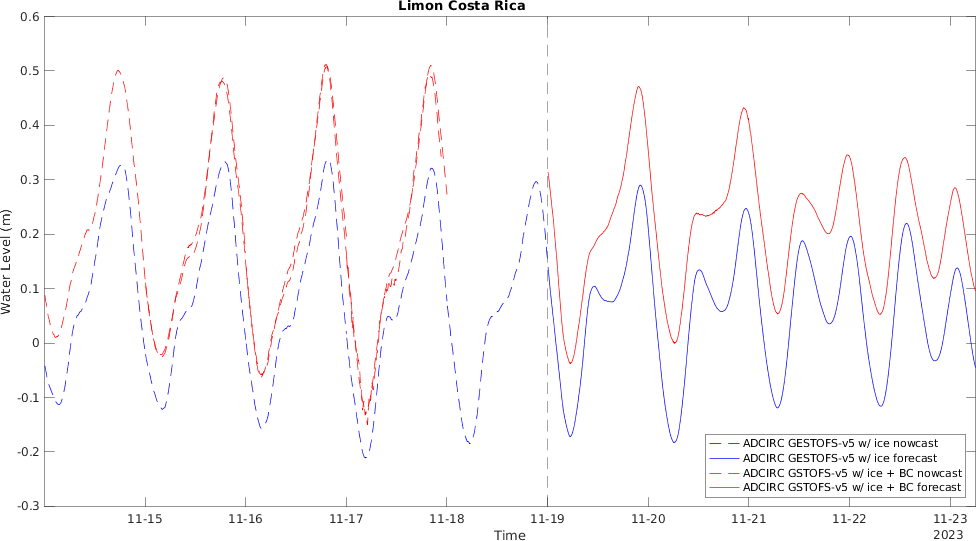 Limon Costa Rica
0.6
0.5
0.4
0.3
0.2
0.1
0
-0.1
-0.2
-0.3
Water Level (m)
ADCIRC GESTOFS-v5 w/ ice nowcast
ADCIRC GESTOFS-v5 w/ ice forecast
ADCIRC GSTOFS-v5 w/ ice + BC nowcast
ADCIRC GSTOFS-v5 w/ ice + BC forecast
11-15 11-16 11-17 11-18 11-19 11-20 11-21 11-22 11-23
Time 2023